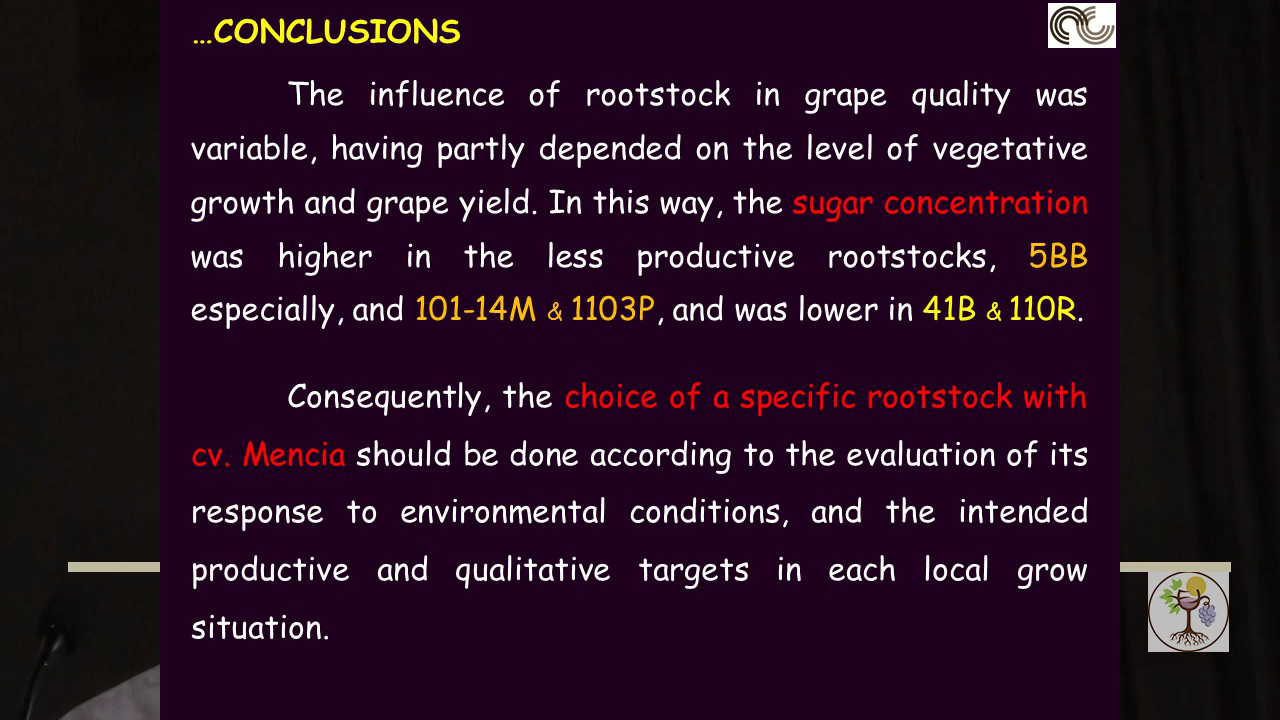 ...CONCLUSIONS
The influence of rootstock in grape quality was
variable, having partly depended on the level of vegetative
growth and grape yield. In this way, the sugar concentration
was higher in the less productive rootstocks, 5BB
especially, and 101-14M & 1103P, and was lower in 41B & 110R.
Consequently, the choice of a specific rootstock with
cv. Mencia should be done according to the evaluation of its
response to environmental conditions, and the intended
productive and qualitative targets in each local grow
situation.